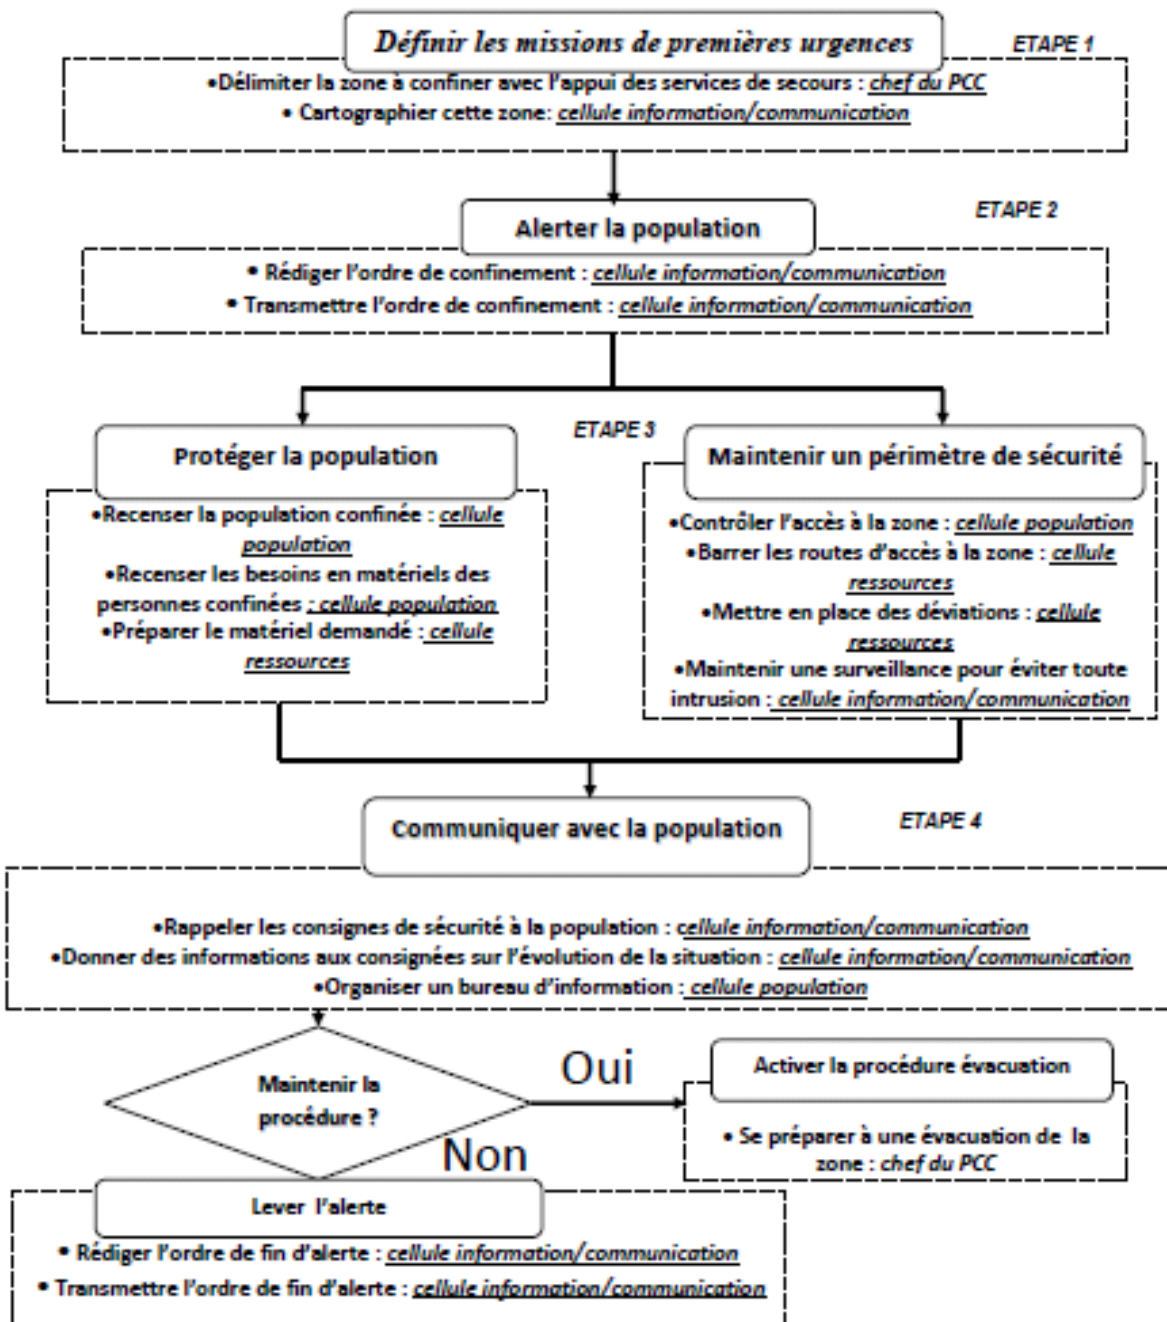 Définir les missions de premières urgences
ETAPE 1
•Délimiter la zone à confiner avec l'appui des services de secours : chef du PCC
• Cartographier cette zone: cellule information/communication
ETAPE 2
Alerter la population
• Rédiger l'ordre de confinement : cellule information/communication
• Transmettre l'ordre de confinement : cellule information/communication
ETAPE 3
Protéger la population
•Recenser la population confinée : cellule
population
•Recenser les besoins en matériels des
personnes confinées : cellule population
•Préparer le matériel demandé : cellule
ressources
Maintenir un périmètre de sécurité
•Contrôler l'accès à la zone : cellule population
•Barrer les routes d'accès à la zone : cellule
ressources
•Mettre en place des déviations : cellule
ressources
•Maintenir une surveillance pour éviter toute
intrusion : cellule information/communication
Communiquer avec la population
ETAPE 4
•Rappeler les consignes de sécurité à la population : cellule information/communication
•Donner des informations aux consignées sur l'évolution de la situation : cellule information/communication
•Organiser un bureau d'information : cellule population
Maintenir la
procédure ?
Oui
Activer la procédure évacuation
• Se préparer à une évacuation de la
zone : chef du PCC
Non
Lever l'alerte
• Rédiger l'ordre de fin d'alerte : cellule information/communication
• Transmettre l'ordre de fin d'alerte : cellule information/communication